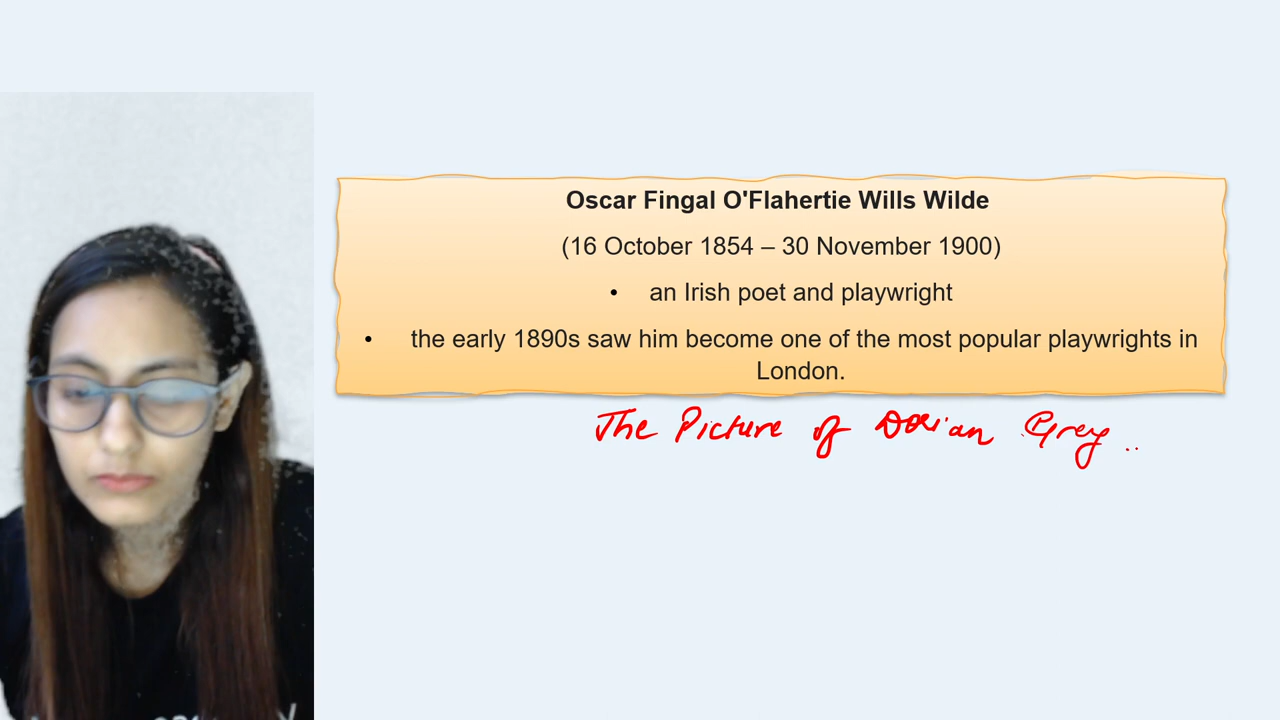 Oscar Fingal O'Flahertie Wills Wilde
(16 October 1854 – 30 November 1900)
• an Irish poet and playwright
• the early 1890s saw him become one of the most popular playwrights in
London.
The Picture of Dorian Grey ..